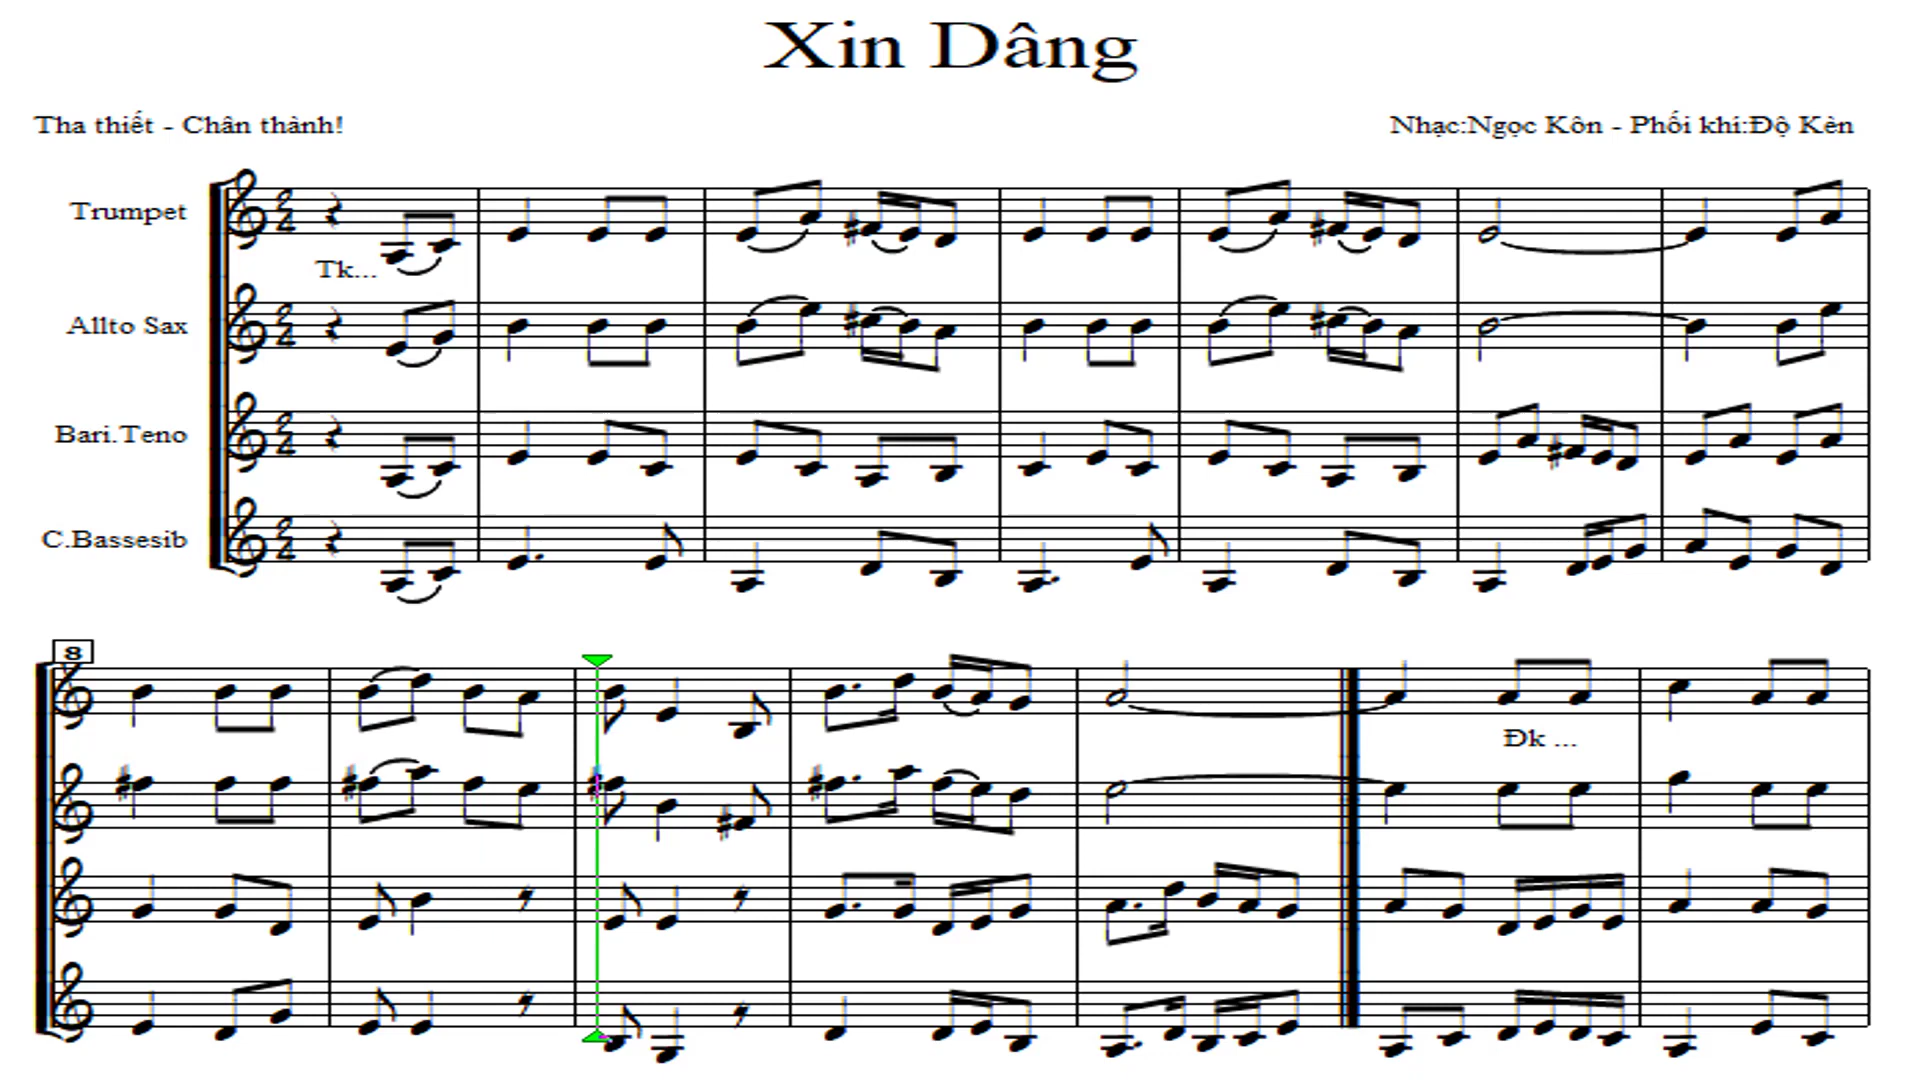 Xin Dâng
Tha thiết - Chân thành!
Nhạc:Ngọc Kôn - Phối khí:Độ Kèn
Trumpet
Tk...
Allto Sax
Bari.Teno
C.Bassesib
8
Đk ...